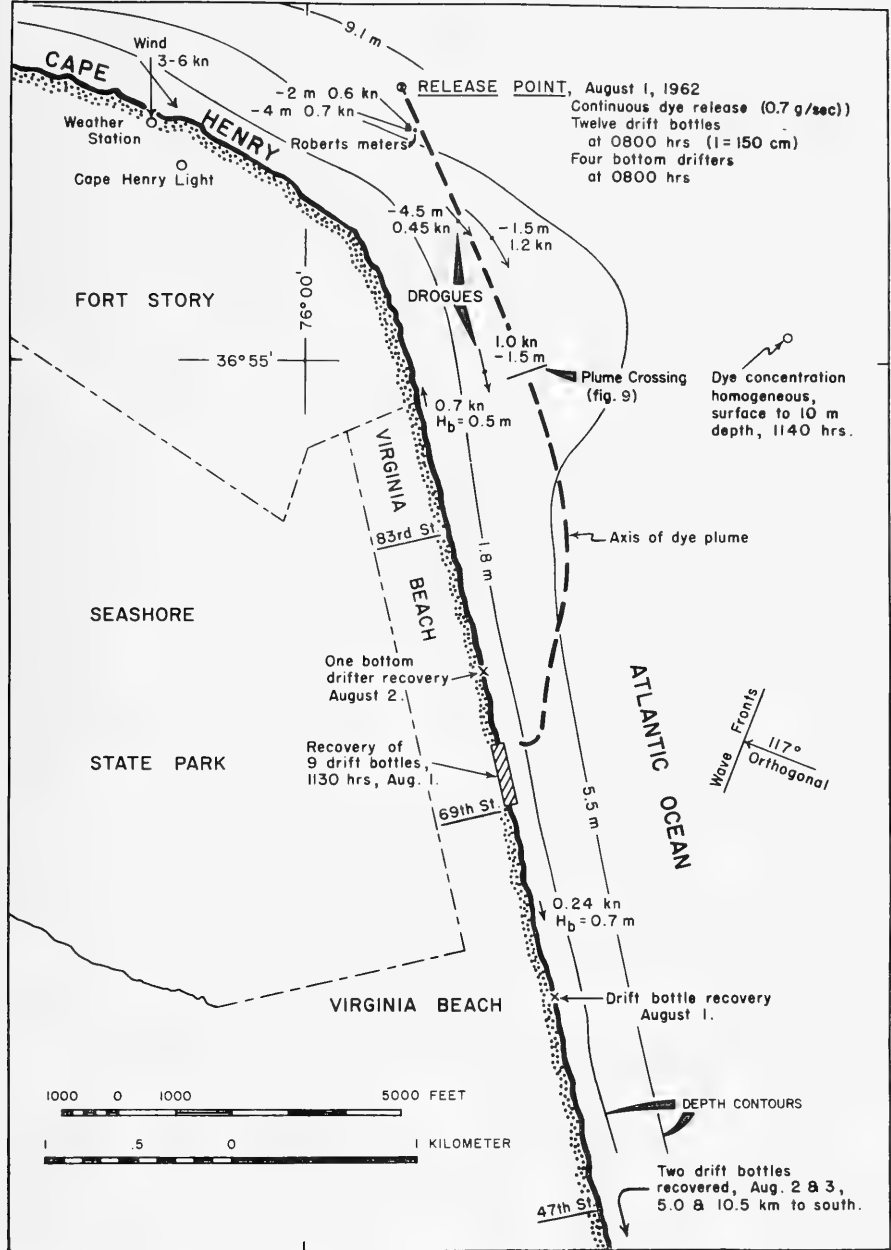 9.1 m
Wind
3-6 kn
CAPE HENRY
Weather
Station
Cape Henry Light
-2 m 0.6 kn
-4 m 0.7 kn
Roberts meters
RELEASE POINT, August 1, 1962
Continuous dye release (0.7 g/sec))
Twelve drift bottles
at 0800 hrs (l=150 cm)
Four bottom drifters
at 0800 hrs
-4.5 m
0.45 kn
-1.5 m
1.2 kn
FORT STORY
76°00'
36°55'
DROGUES
1.0 kn
-1.5 m
Plume Crossing
(fig. 9)
Dye concentration
homogeneous,
surface to 10 m
depth, 1140 hrs.
0.7 kn
Hb=0.5 m
VIRGINIA BEACH
83rd St.
1.8 m
Axis of dye plume
SEASHORE
STATE PARK
One bottom
drifter recovery
August 2.
Recovery of
9 drift bottles,
1130 hrs, Aug. 1.
69th St.
5.5 m
ATLANTIC OCEAN
Wave Fronts
117°
Orthogonal
0.24 kn
Hb=0.7 m
VIRGINIA BEACH
Drift bottle recovery
August 1.
1000 0 1000 5000 FEET
1 .5 0 1 KILOMETER
DEPTH CONTOURS
47th St.
Two drift bottles
recovered, Aug. 2 & 3,
5.0 & 10.5 km to south.